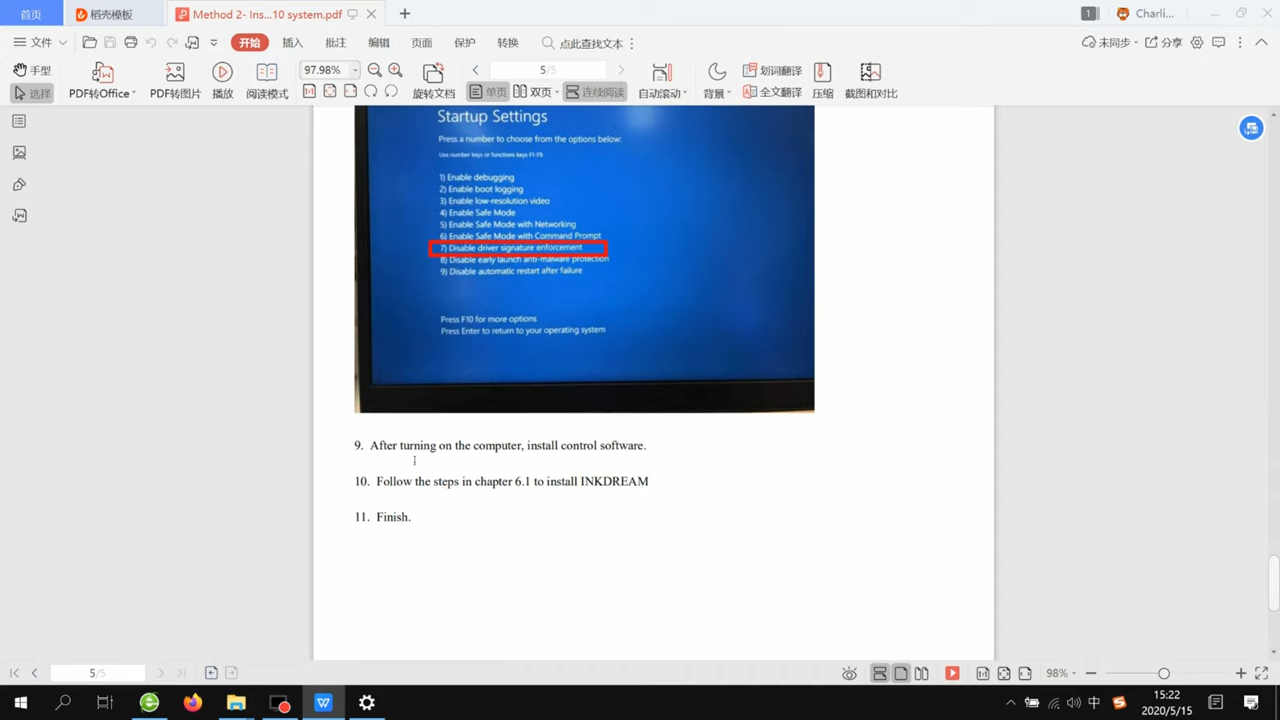 首页
稻壳模板
Method 2- Ins...10 system.pdf
1
Charli...
文件
开始
插入
批注
编辑
页面
保护
转换
点此查找文本
未同步
分享
手型
选择
PDF转Office
PDF转图片
播放
阅读模式
97.98%
旋转文档
5/5
单页
双页
连续阅读
自动滚动
背景
划词翻译
全文翻译
压缩
截图和对比
Startup Settings
Press a number to choose from the options below:
Use number keys or functions keys F1-F9.
1) Enable debugging
2) Enable boot logging
3) Enable low-resolution video
4) Enable Safe Mode
5) Enable Safe Mode with Networking
6) Enable Safe Mode with Command Prompt
7) Disable driver signature enforcement
8) Disable early launch anti-malware protection
9) Disable automatic restart after failure
Press F10 for more options
Press Enter to return to your operating system
9. After turning on the computer, install control software.
10. Follow the steps in chapter 6.1 to install INKDREAM
11. Finish.
5/5
98%
中
15:22
2020/5/15